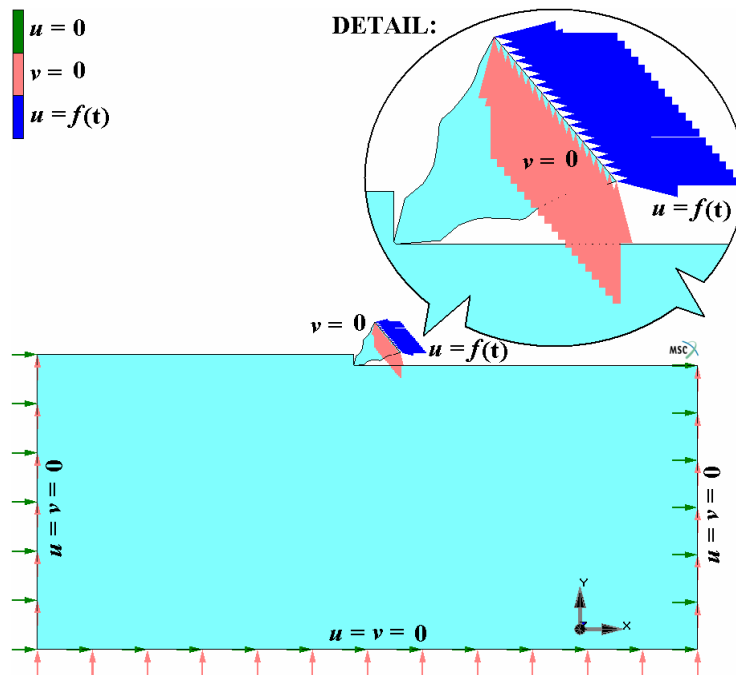 u = 0
v = 0
u = f(t)
DETAIL:
v = 0
u = f(t)
v = 0
u = f(t)
MSC
u = v = 0
u = v = 0
Y
X
u = v = 0